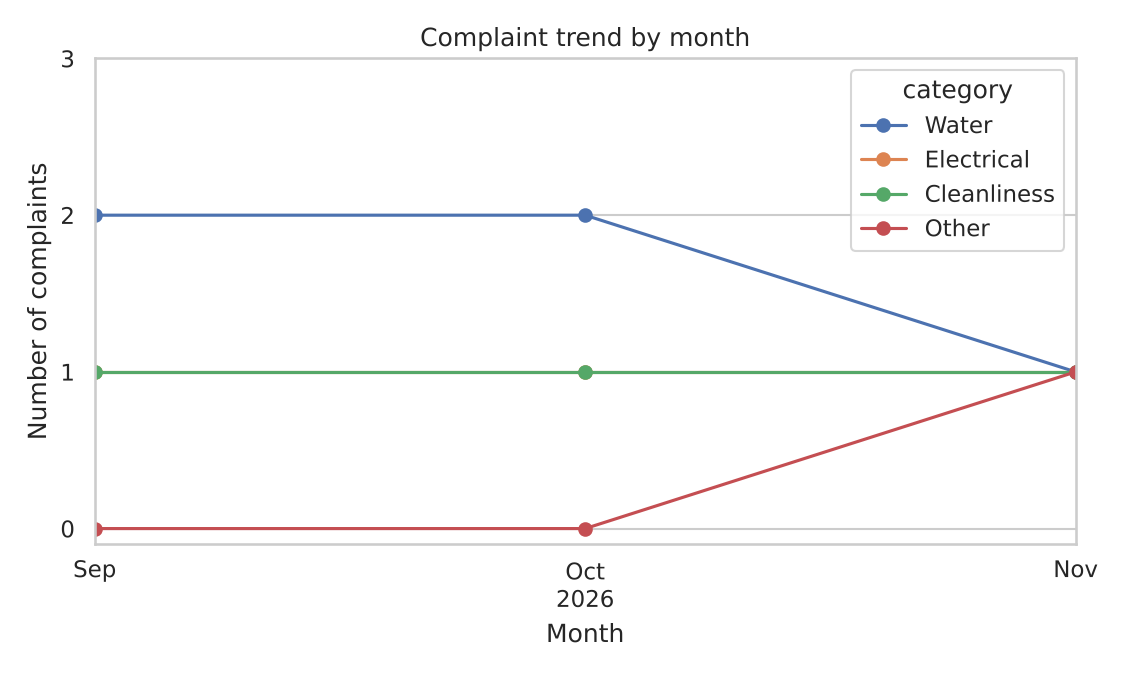 Complaint trend by month
3
2
1
0
Number of complaints
category
Water
Electrical
Cleanliness
Other
Sep
Oct
2026
Nov
Month